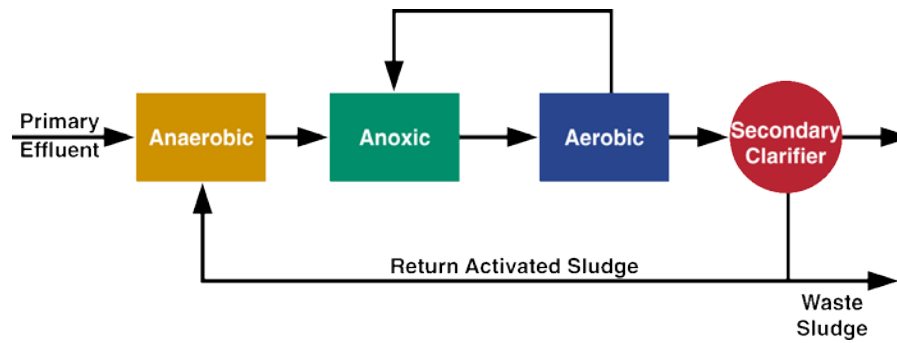 Primary
Effluent
Anaerobic
Anoxic
Aerobic
Secondary
Clarifier
Return Activated Sludge
Waste
Sludge